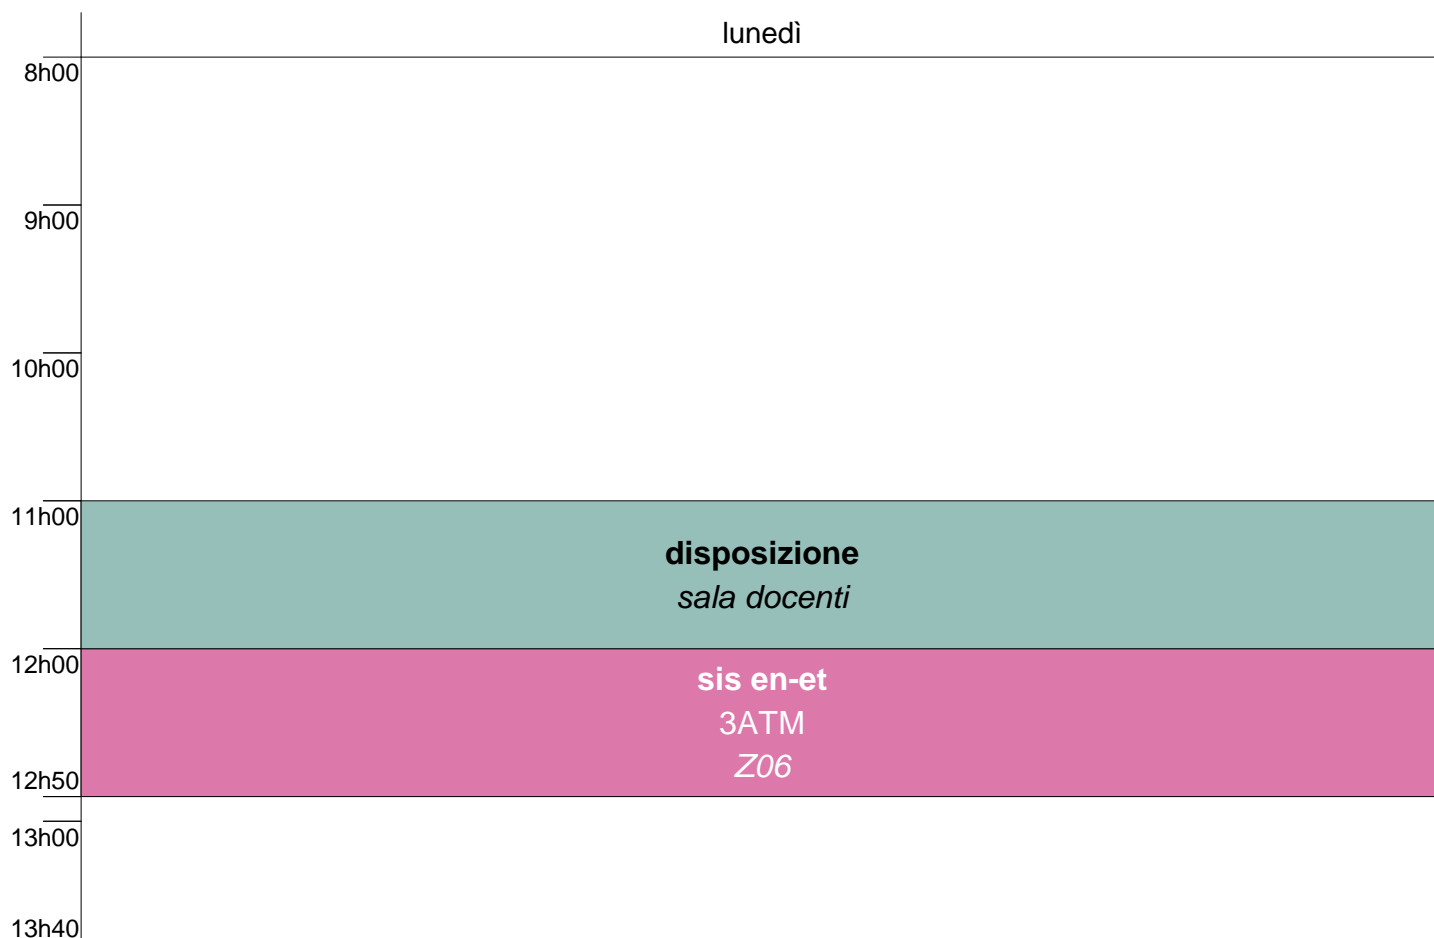 lunedì
8h00
9h00
10h00
11h00
disposizione
sala docenti
12h00
sis en-et
3ATM
Z06
12h50
13h00
13h40